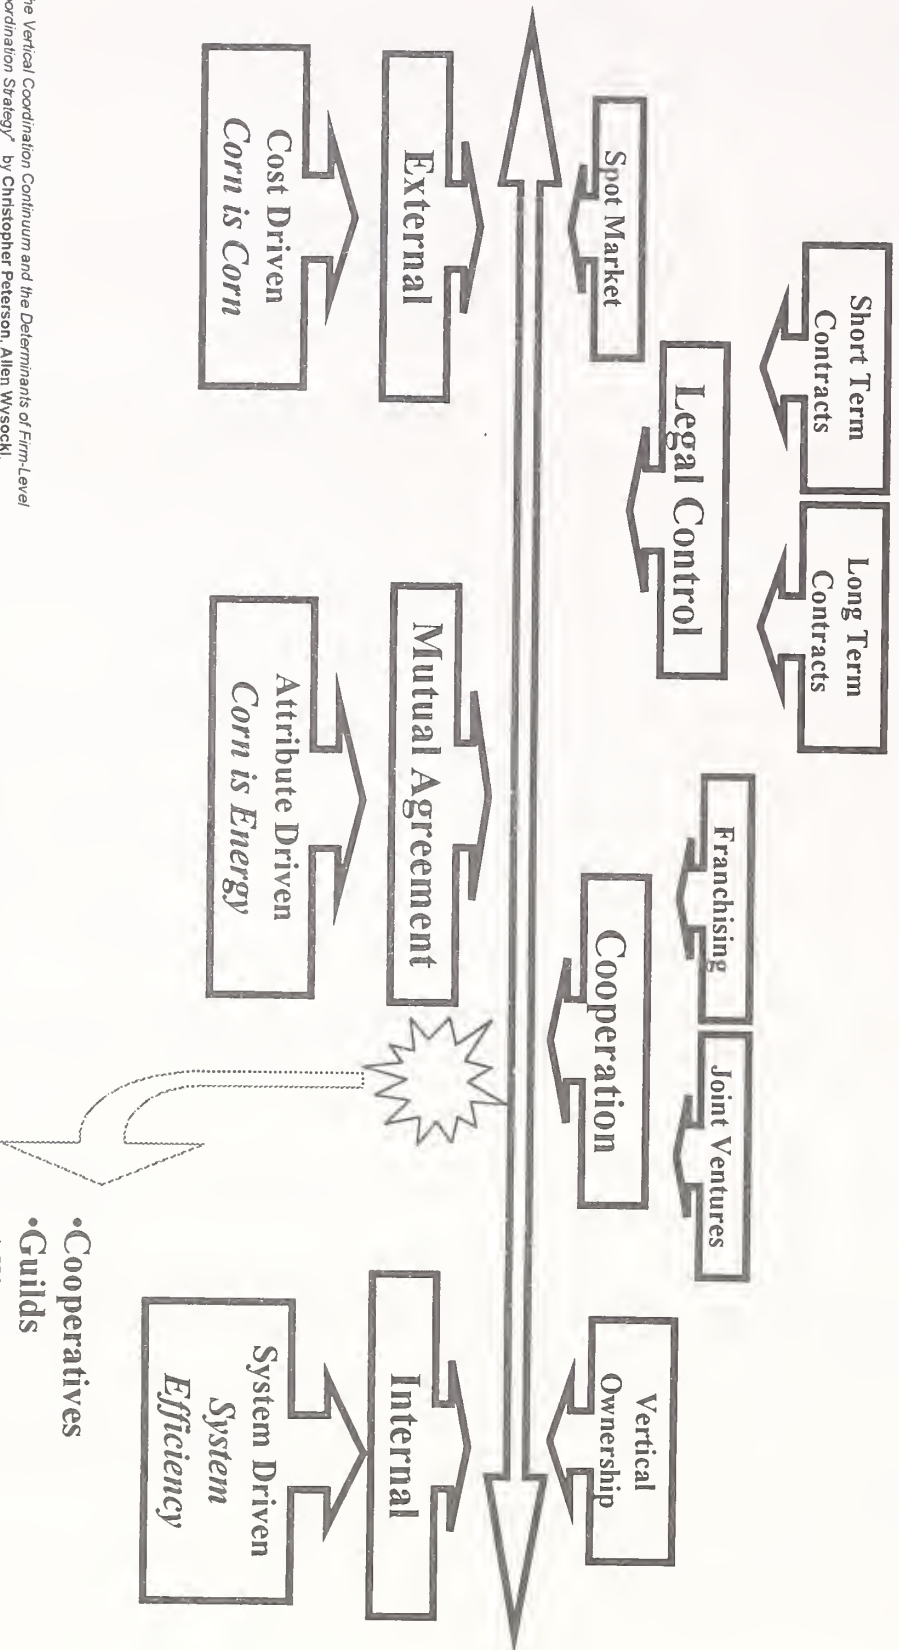 Short Term
Contracts
Long Term
Contracts
Franchising
Joint Ventures
Vertical
Ownership
Spot Market
Legal Control
Cooperation
External
Mutual Agreement
Internal
Cost Driven
Corn is Corn
Attribute Driven
Corn is Energy
System Driven
System
Efficiency
•Cooperatives
•Guilds
Vertical Coordination Continuum and the Determinants of Firm-Level
Strategy" by Christopher Peterson, Allen Wysocki,